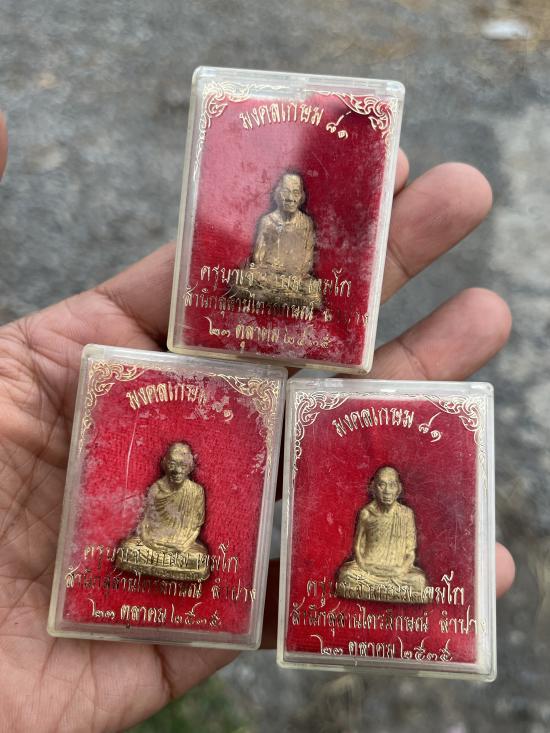 มงคลเกษม ๘๑
ครูบาเจ้าเกษม เขมโก
สำนักสุสานไตรลักษณ์ ลำปาง
๒๓ ตุลาคม ๒๕๓๕
มงคลเกษม ๘๑
ครูบาเจ้าเกษม เขมโก
สำนักสุสานไตรลักษณ์ ลำปาง
๒๓ ตุลาคม ๒๕๓๕
มงคลเกษม ๘๑
ครูบาเจ้าเกษม เขมโก
สำนักสุสานไตรลักษณ์ ลำปาง
๒๓ ตุลาคม ๒๕๓๕